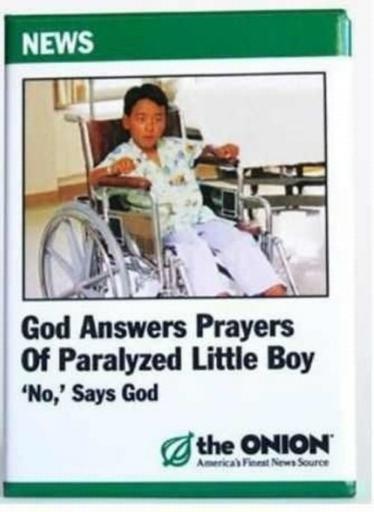 NEWS
God Answers Prayers
Of Paralyzed Little Boy
‘No,’ Says God
the ONION
America's Finest News Source